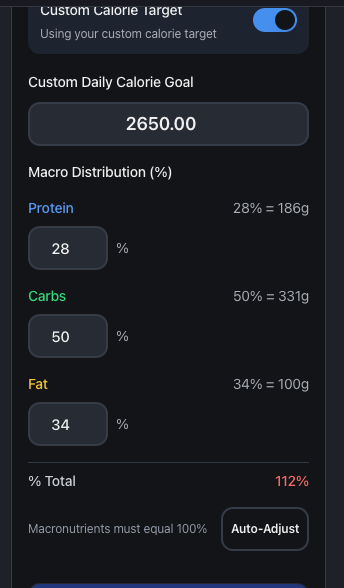 Custom Calorie Target
Using your custom calorie target
Custom Daily Calorie Goal
2650.00
Macro Distribution (%)
Protein
28% = 186g
28
%
Carbs
50% = 331g
50
%
Fat
34% = 100g
34
%
% Total
112%
Macronutrients must equal 100%
Auto-Adjust